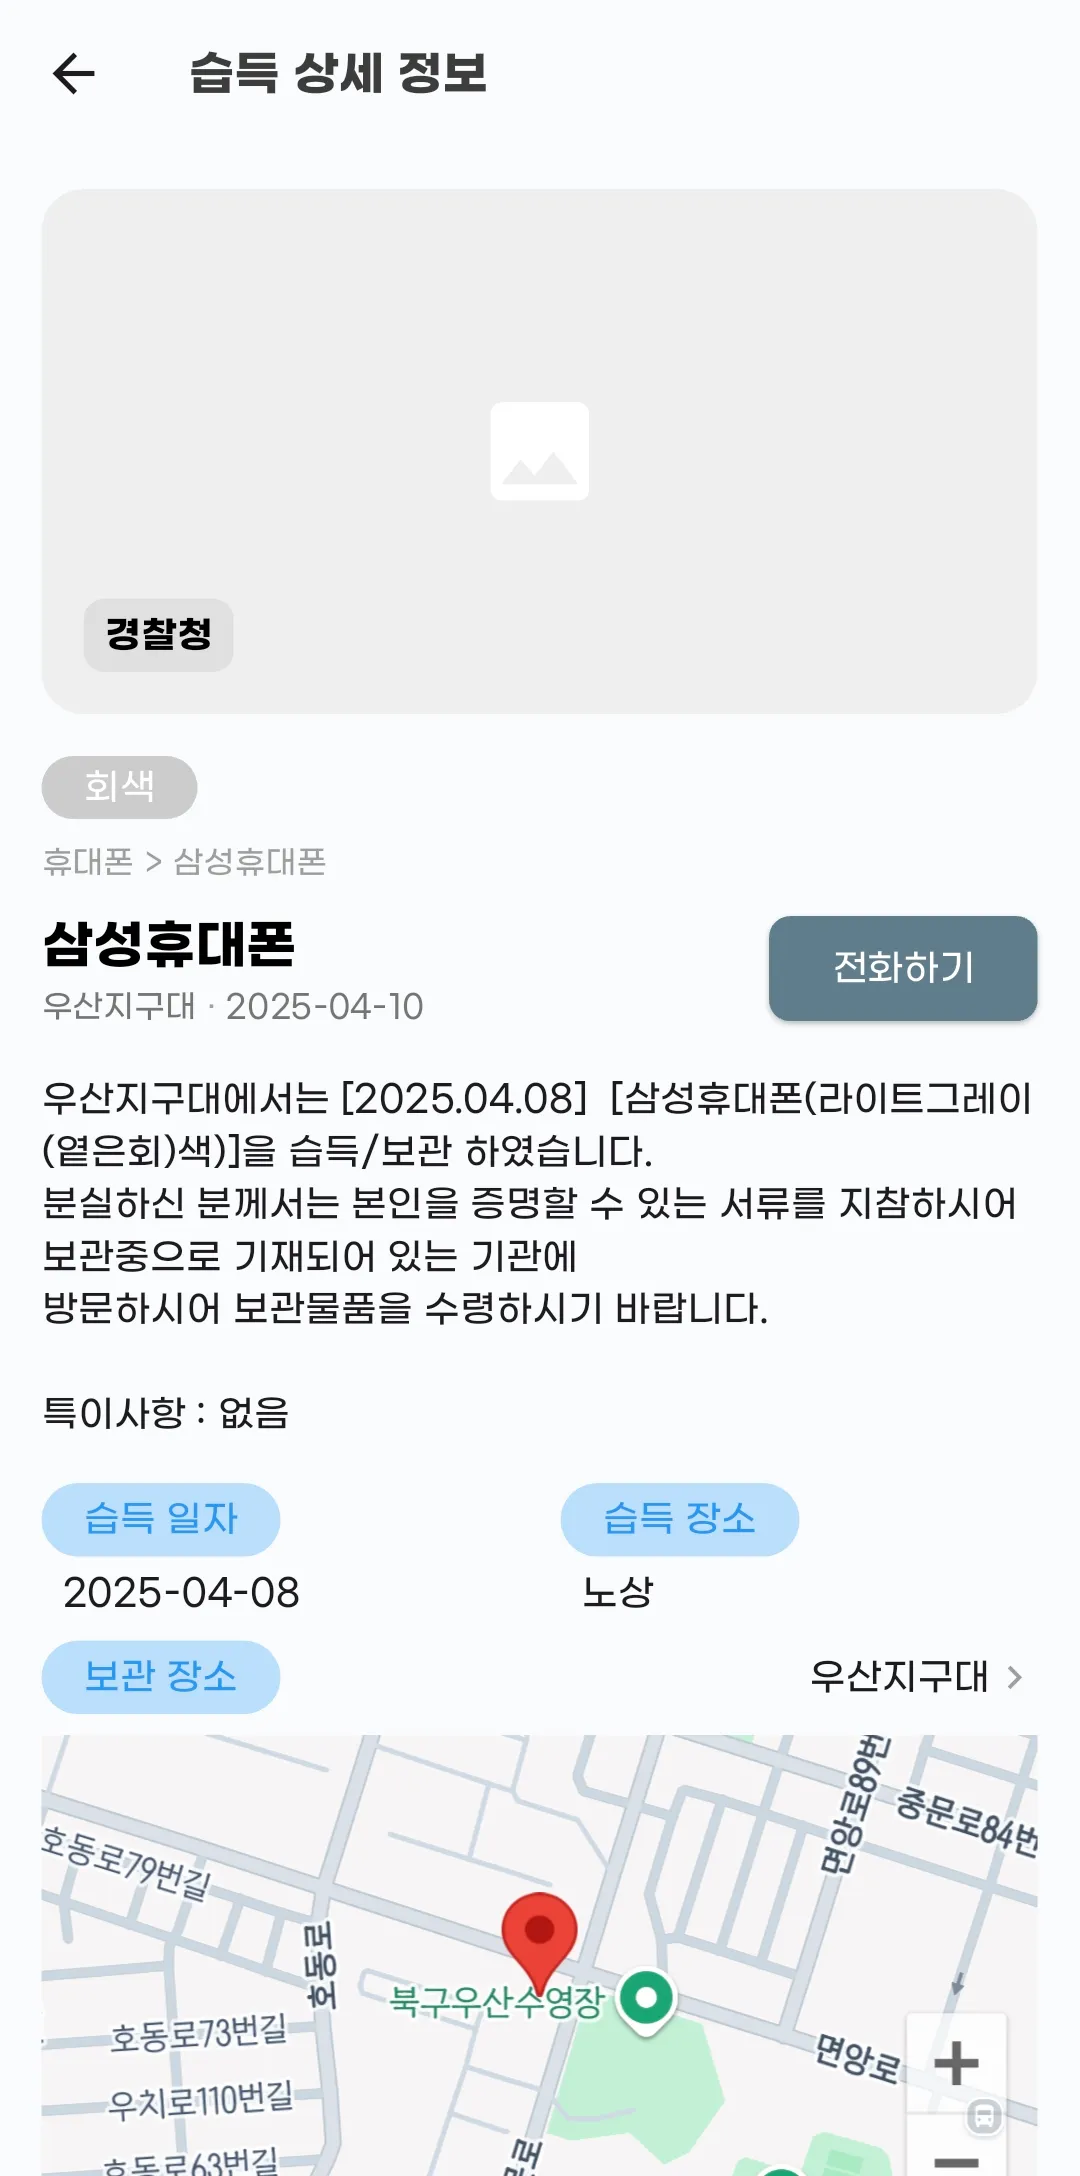 습득 상세 정보
경찰청
회색
휴대폰 > 삼성휴대폰
삼성휴대폰
전화하기
우산지구대 · 2025-04-10
우산지구대에서는 [2025.04.08]  [삼성휴대폰(라이트그레이
(옅은회)색)]을 습득/보관 하였습니다.
분실하신 분께서는 본인을 증명할 수 있는 서류를 지참하시어
보관중으로 기재되어 있는 기관에
방문하시어 보관물품을 수령하시기 바랍니다.
특이사항 : 없음
습득 일자
습득 장소
2025-04-08
노상
보관 장소
우산지구대
면앙로89번
중문로84번
호동로79번길
호동로
북구우산수영장
호동로73번길
면앙로
우치로110번길
호동로63번길